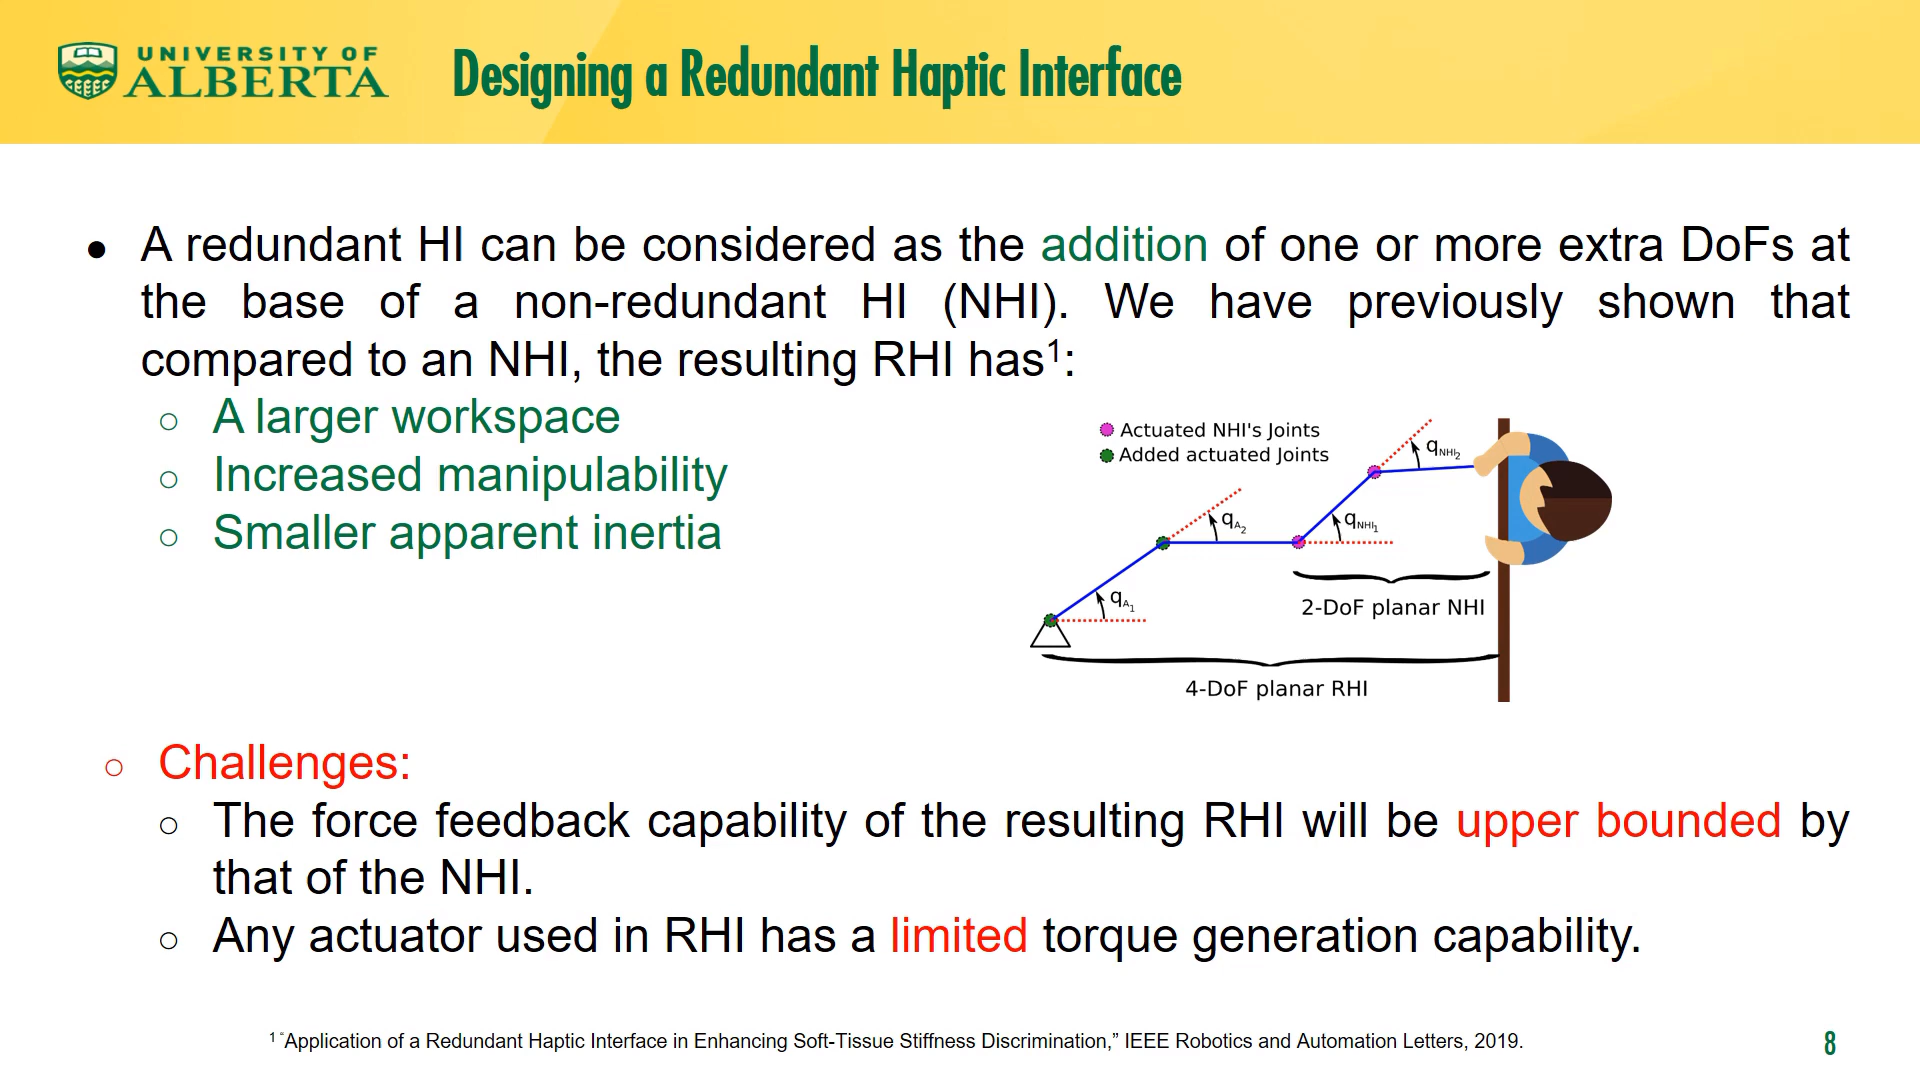 UNIVERSITY OF
ALBERTA
Designing a Redundant Haptic Interface
● A redundant HI can be considered as the addition of one or more extra DoFs at
the base of a non-redundant HI (NHI). We have previously shown that
compared to an NHI, the resulting RHI has¹:
○ A larger workspace
○ Increased manipulability
○ Smaller apparent inertia
Actuated NHI's Joints
Added actuated Joints
qNHI2
qA2
qNHI1
qA1
2-DoF planar NHI
4-DoF planar RHI
○ Challenges:
○ The force feedback capability of the resulting RHI will be upper bounded by
that of the NHI.
○ Any actuator used in RHI has a limited torque generation capability.
¹ “Application of a Redundant Haptic Interface in Enhancing Soft-Tissue Stiffness Discrimination,” IEEE Robotics and Automation Letters, 2019.
8